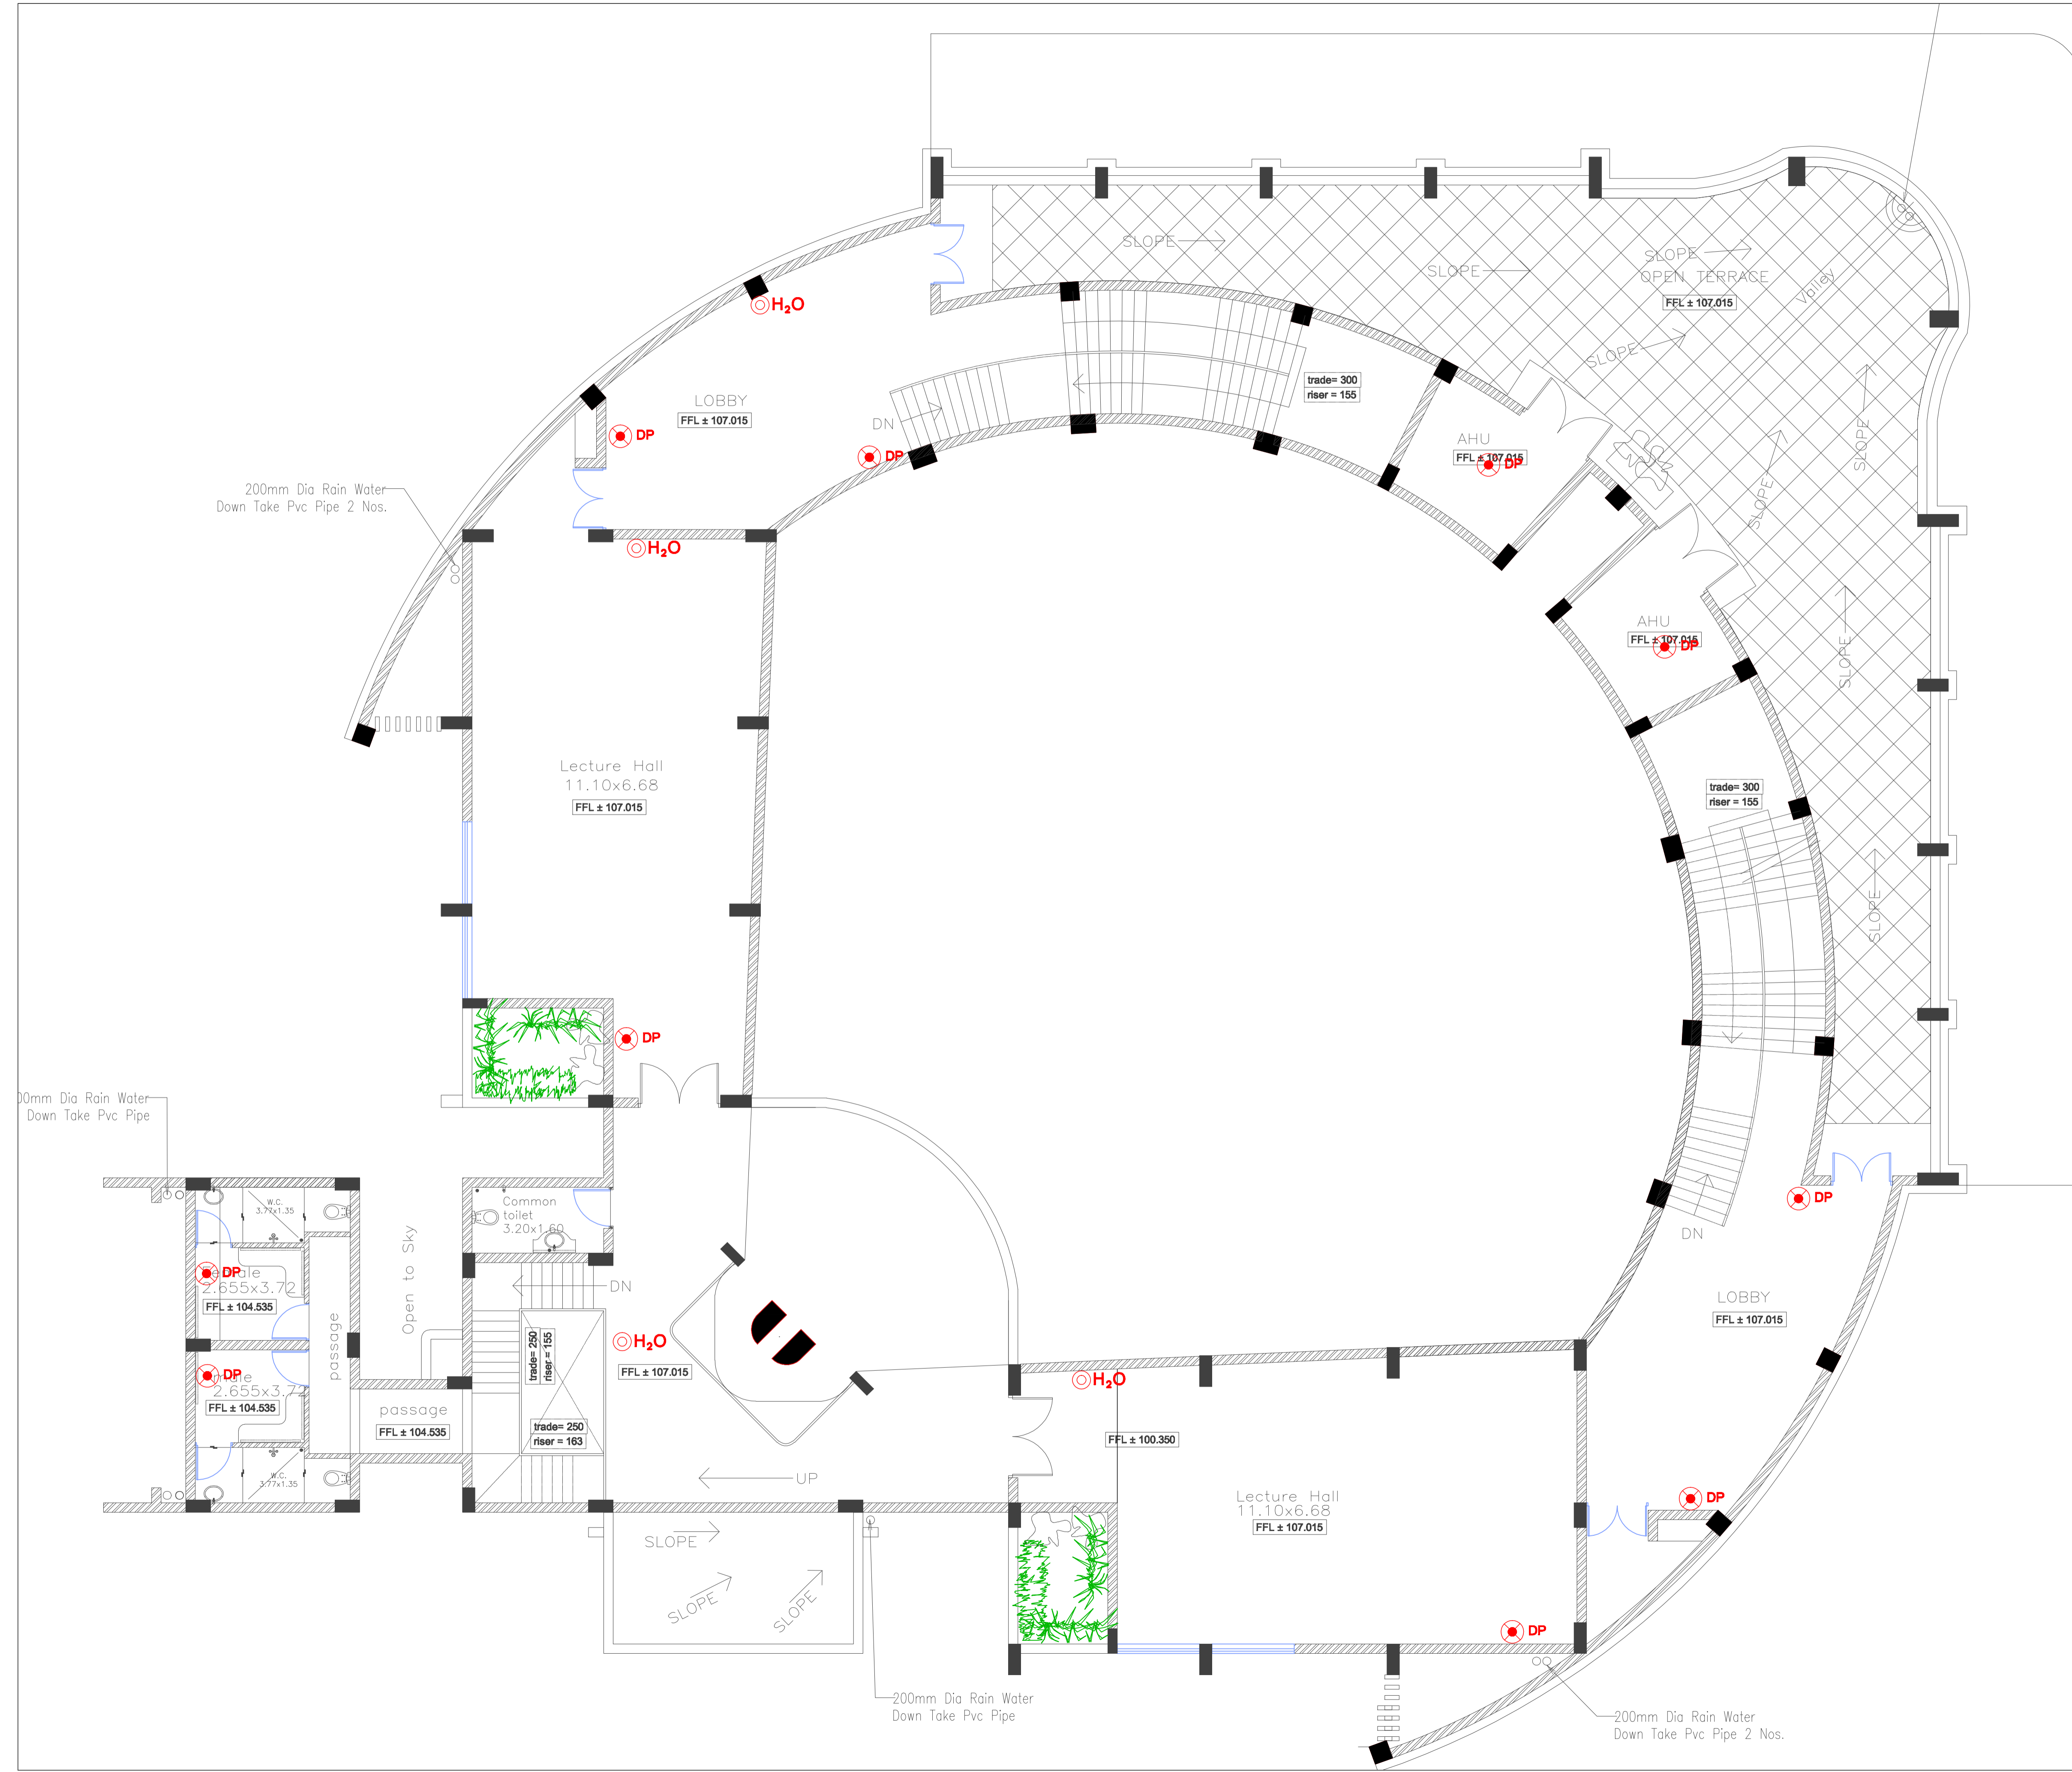 SLOPE
SLOPE
SLOPE
OPEN TERRACE
FFL ± 107.015
Valley
SLOPE
H₂O
LOBBY
FFL ± 107.015
trade= 300
riser = 155
DN
DP
DP
AHU
FFL ± 107.015
DP
SLOPE
SLOPE
200mm Dia Rain Water
Down Take Pvc Pipe 2 Nos.
H₂O
AHU
FFL ± 107.015
DP
SLOPE
Lecture Hall
11.10x6.68
FFL ± 107.015
trade= 300
riser = 155
SLOPE
DP
00mm Dia Rain Water
Down Take Pvc Pipe
W.C.
3.77x1.35
Common
toilet
3.20x1.60
DP
DN
Open to Sky
DP
Female
2.655x3.72
FFL ± 104.535
DN
LOBBY
FFL ± 107.015
passage
trade= 250
riser = 155
H₂O
FFL ± 107.015
DP
male
2.655x3.72
FFL ± 104.535
H₂O
passage
FFL ± 104.535
trade= 250
riser = 163
FFL ± 100.350
W.C.
3.77x1.35
UP
Lecture Hall
11.10x6.68
FFL ± 107.015
DP
SLOPE
SLOPE
SLOPE
DP
200mm Dia Rain Water
Down Take Pvc Pipe
200mm Dia Rain Water
Down Take Pvc Pipe 2 Nos.